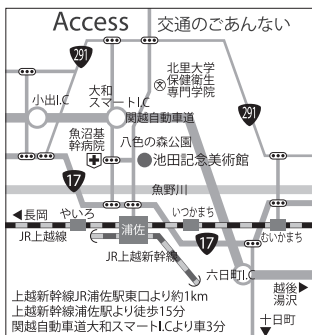 Access 交通のごあんない
291
北里大学
保健衛生
専門学院
大和
スマートI.C
小出I.C
291
関越自動車道
魚沼基
幹病院
八色の森公園
池田記念美術館
17
魚野川
◀長岡
やいろ
浦佐
いつかまち
17
むいかまち
JR上越線
JR上越新幹線
六日町I.C
越後▶
湯沢
十日町
上越新幹線JR浦佐駅東口より約1km
上越新幹線浦佐駅より徒歩15分
関越自動車道大和スマートI.Cより車3分